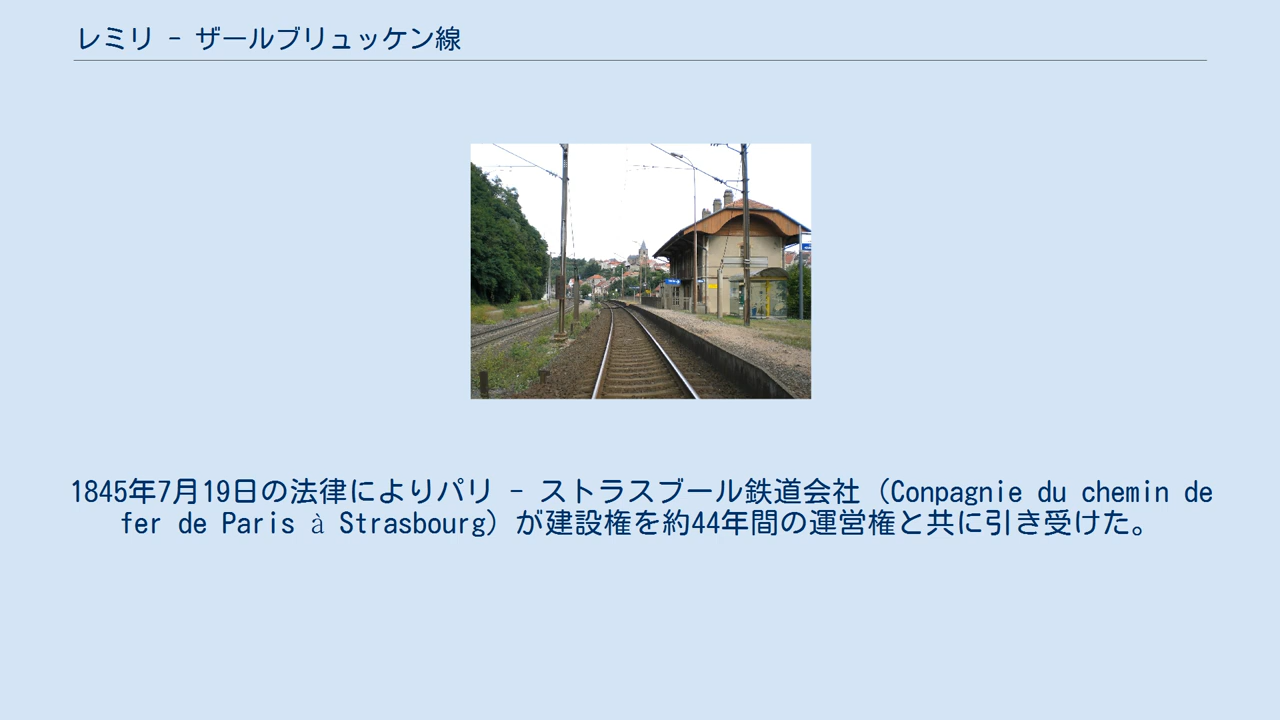 レミリ － ザールブリュッケン線
1845年7月19日の法律によりパリ － ストラスブール鉄道会社 (Conpagnie du chemin de
fer de Paris à Strasbourg) が建設権を約44年間の運営権と共に引き受けた。